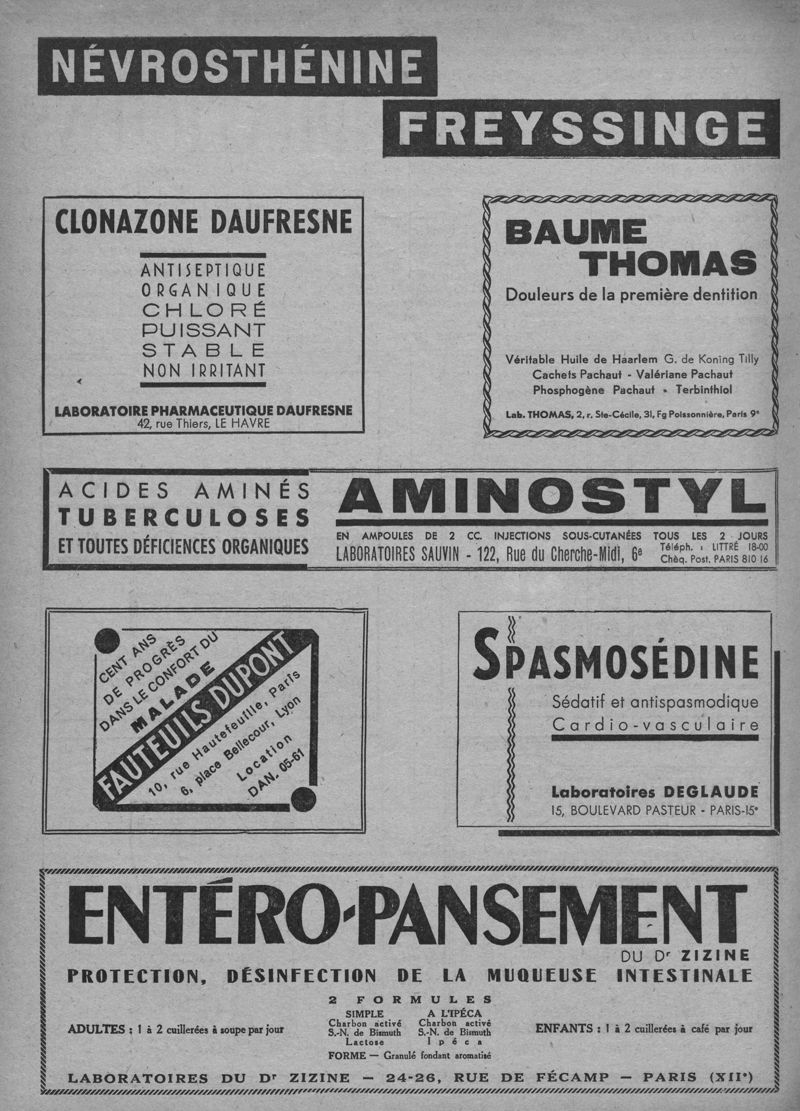 NÉVROSTHÉNINE
FREYSSINGE
CLONAZONE DAUFRESNE
ANTISEPTIQUE
ORGANIQUE
CHLORÉ
PUISSANT
STABLE
NON IRRITANT
LABORATOIRE PHARMACEUTIQUE DAUFRESNE
42, rue Thiers, LE HAVRE
BAUME
THOMAS
Douleurs de la première dentition
Véritable Huile de Haarlem G. de Koning Tilly
Cachets Pachaut - Valériane Pachaut
Phosphogène Pachaut - Terbinthiol
Lab. THOMAS, 2, r. Ste-Cécile, 31, Fg Poissonnière, Paris 9e
ACIDES AMINÉS
TUBERCULOSES
ET TOUTES DÉFICIENCES ORGANIQUES
AMINOSTYL
EN AMPOULES DE 2 CC. INJECTIONS SOUS-CUTANÉES TOUS LES 2 JOURS
LABORATOIRES SAUVIN - 122, Rue du Cherche-Midi, 6e
Téléph. : LITTRÉ 18-00
Chèq. Post. PARIS 810 16
CENT ANS
DE PROGRÈS
DANS LE CONFORT DU
MALADE
FAUTEUILS DUPONT
10, rue Hautefeuille, Paris
6, place Bellecour, Lyon
Location
DAN. 05-61
SPASMOSÉDINE
Sédatif et antispasmodique
Cardio-vasculaire
Laboratoires DEGLAUDE
15, BOULEVARD PASTEUR - PARIS-15e
ENTÉRO-PANSEMENT
DU Dr ZIZINE
PROTECTION, DÉSINFECTION DE LA MUQUEUSE INTESTINALE
2 FORMULES
ADULTES : 1 à 2 cuillerées à soupe par jour
SIMPLE
Charbon activé
S.-N. de Bismuth
Lactose
A L'IPÉCA
Charbon activé
S.-N. de Bismuth
Ipéca
ENFANTS : 1 à 2 cuillerées à café par jour
FORME — Granulé fondant aromatisé
LABORATOIRES DU Dr ZIZINE — 24-26, RUE DE FÉCAMP — PARIS (XIIe)